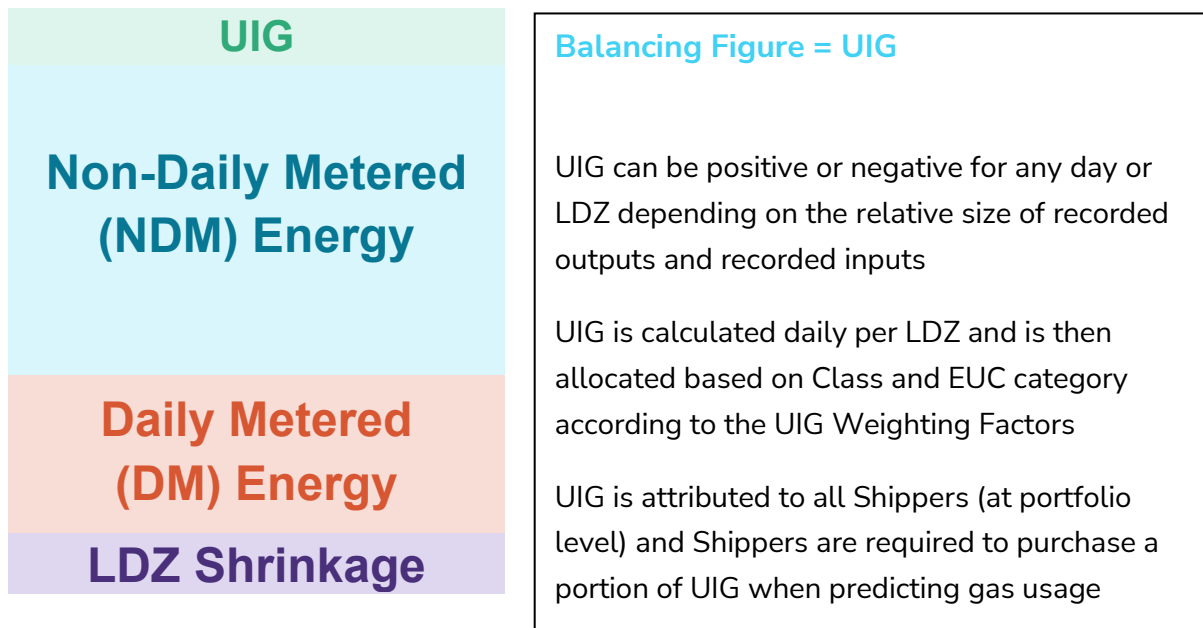 UIG
Non-Daily Metered
(NDM) Energy
Daily Metered
(DM) Energy
LDZ Shrinkage
Balancing Figure = UIG
UIG can be positive or negative for any day or
LDZ depending on the relative size of recorded
outputs and recorded inputs
UIG is calculated daily per LDZ and is then
allocated based on Class and EUC category
according to the UIG Weighting Factors
UIG is attributed to all Shippers (at portfolio
level) and Shippers are required to purchase a
portion of UIG when predicting gas usage